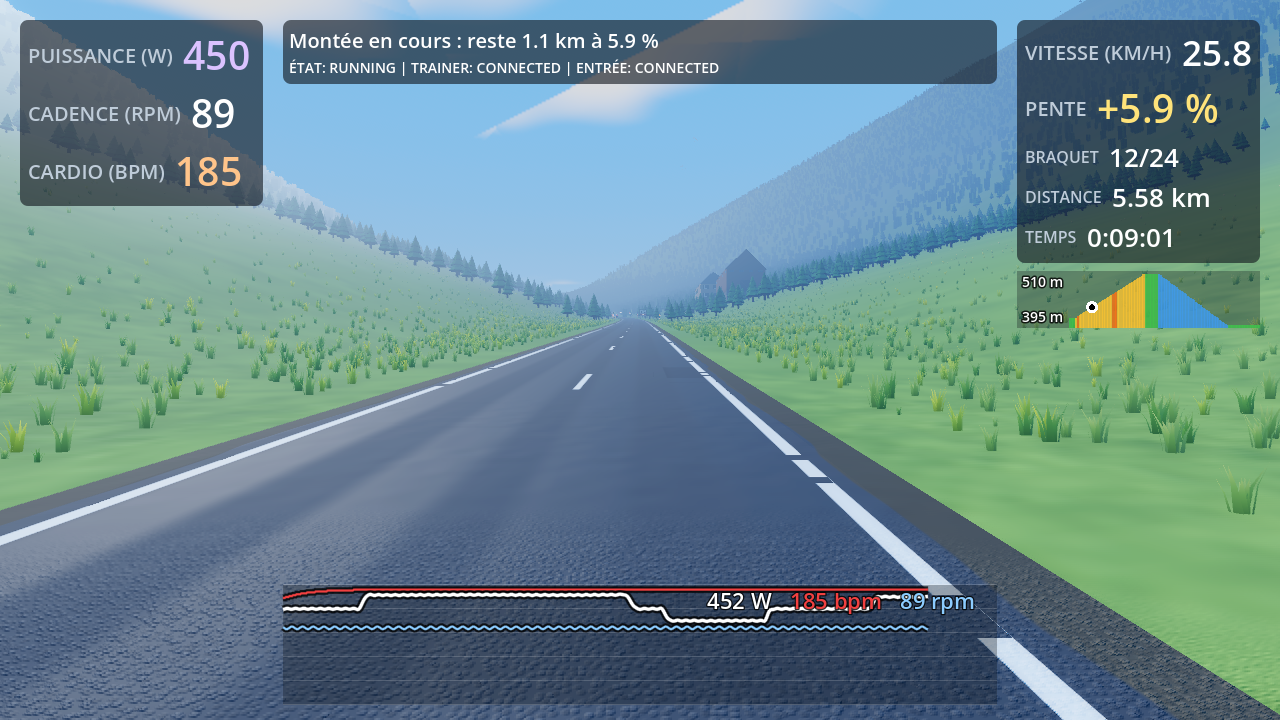 PUISSANCE (W) 450
CADENCE (RPM) 89
CARDIO (BPM) 185
Montée en cours : reste 1.1 km à 5.9 %
ÉTAT: RUNNING | TRAINER: CONNECTED | ENTRÉE: CONNECTED
VITESSE (KM/H) 25.8
PENTE +5.9 %
BRAQUET 12/24
DISTANCE 5.58 km
TEMPS 0:09:01
510 m
395 m
452 W 185 bpm 89 rpm